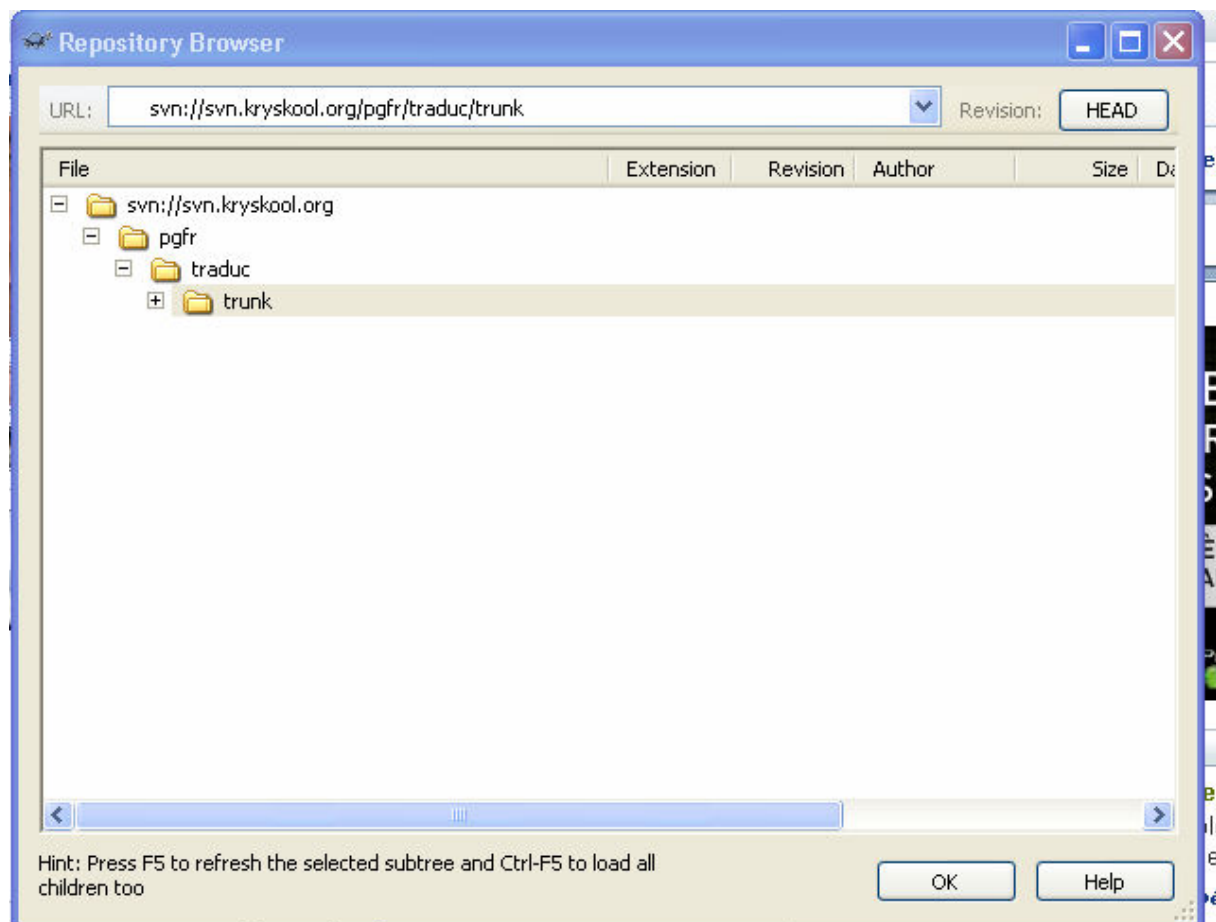 Repository Browser
URL: svn://svn.kryskool.org/pgfr/traduc/trunk Revision: HEAD
File Extension Revision Author Size
svn://svn.kryskool.org
pgfr
traduc
trunk
Hint: Press F5 to refresh the selected subtree and Ctrl-F5 to load all
children too
OK Help